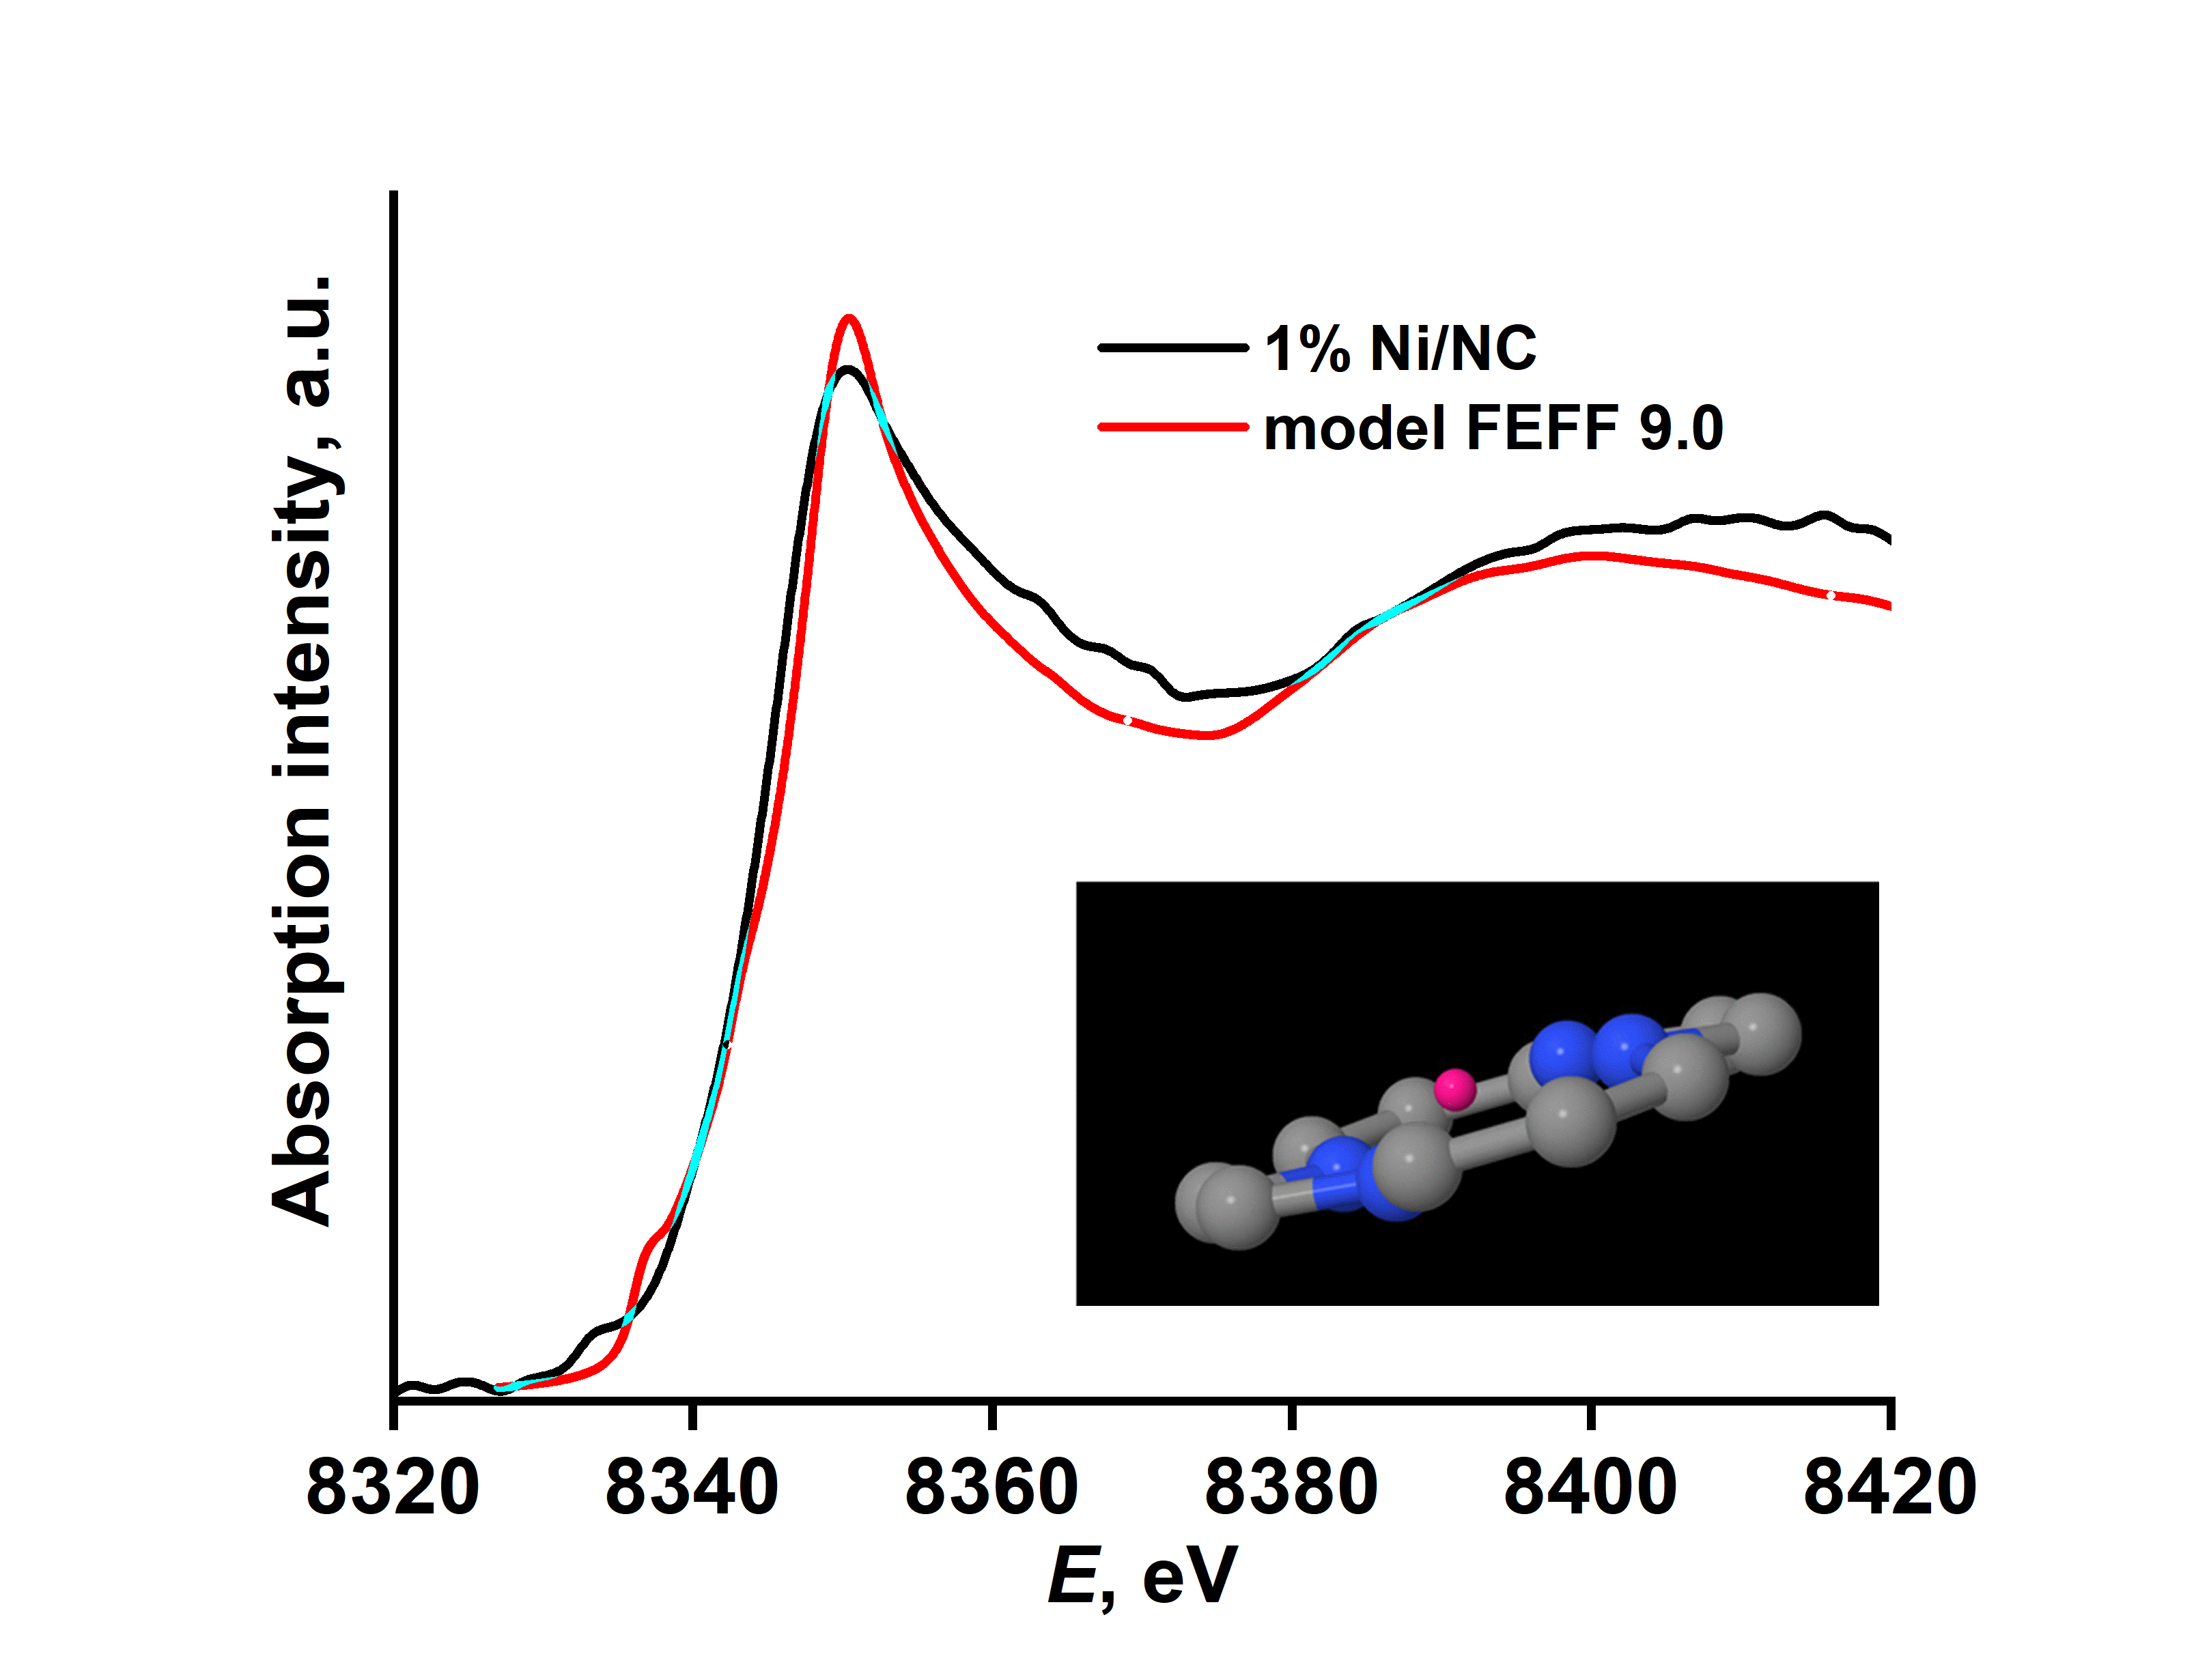 Absorption intensity, a.u.
1% Ni/NC
model FEFF 9.0
8320 8340 8360 8380 8400 8420
E, eV